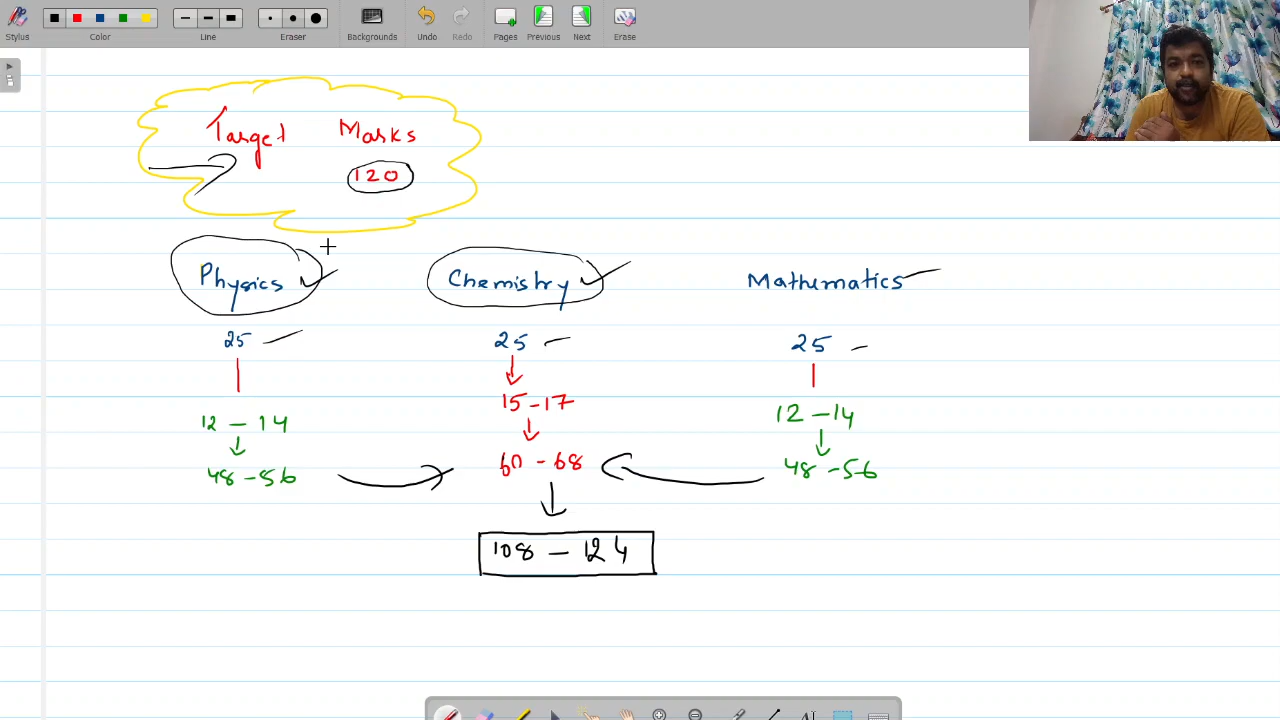 Stylus
Color
Line
Eraser
Backgrounds
Undo
Redo
Pages
Previous
Next
Erase
Target Marks
120
Physics Chemistry Mathematics
25 25 25
15-17
12 - 14 12 - 14
60 - 68
48 - 56 48 - 56
108 - 124